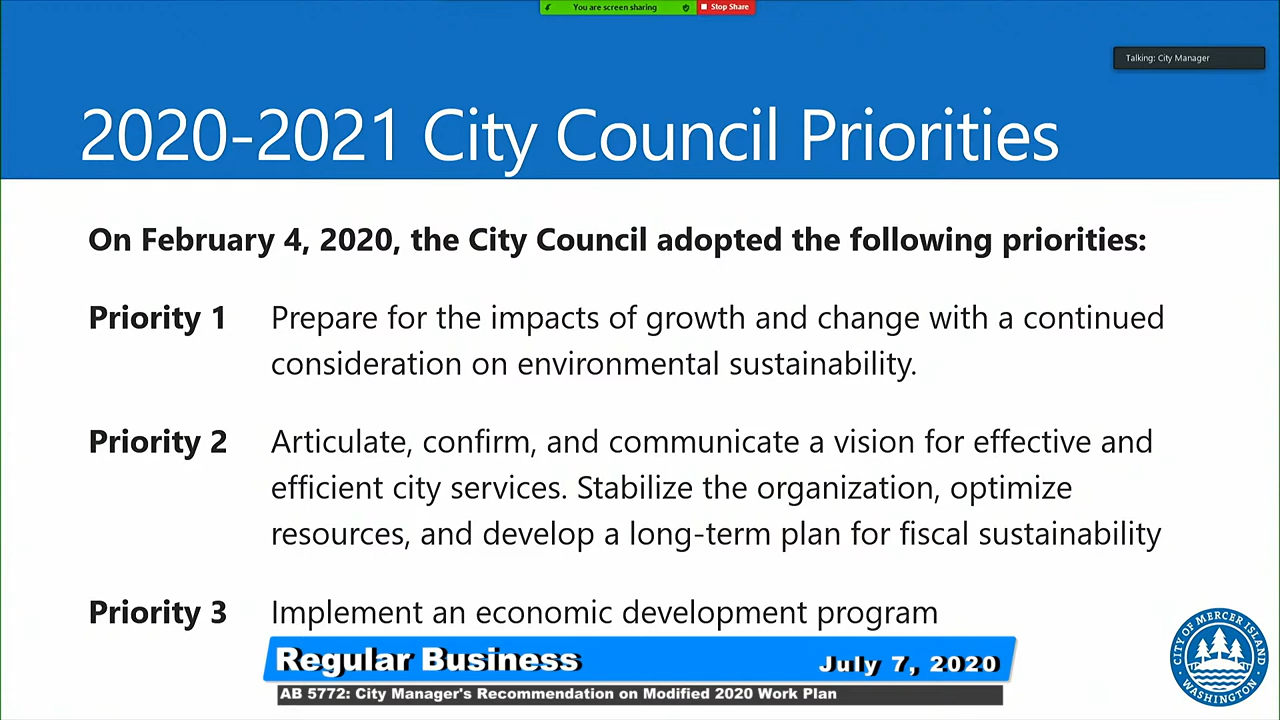 You are screen sharing
Stop Share
Talking: City Manager
2020-2021 City Council Priorities
On February 4, 2020, the City Council adopted the following priorities:
Priority 1 Prepare for the impacts of growth and change with a continued
consideration on environmental sustainability.
Priority 2 Articulate, confirm, and communicate a vision for effective and
efficient city services. Stabilize the organization, optimize
resources, and develop a long-term plan for fiscal sustainability
Priority 3 Implement an economic development program
Regular Business July 7, 2020
AB 5772: City Manager's Recommendation on Modified 2020 Work Plan
CITY OF MERCER ISLAND
WASHINGTON